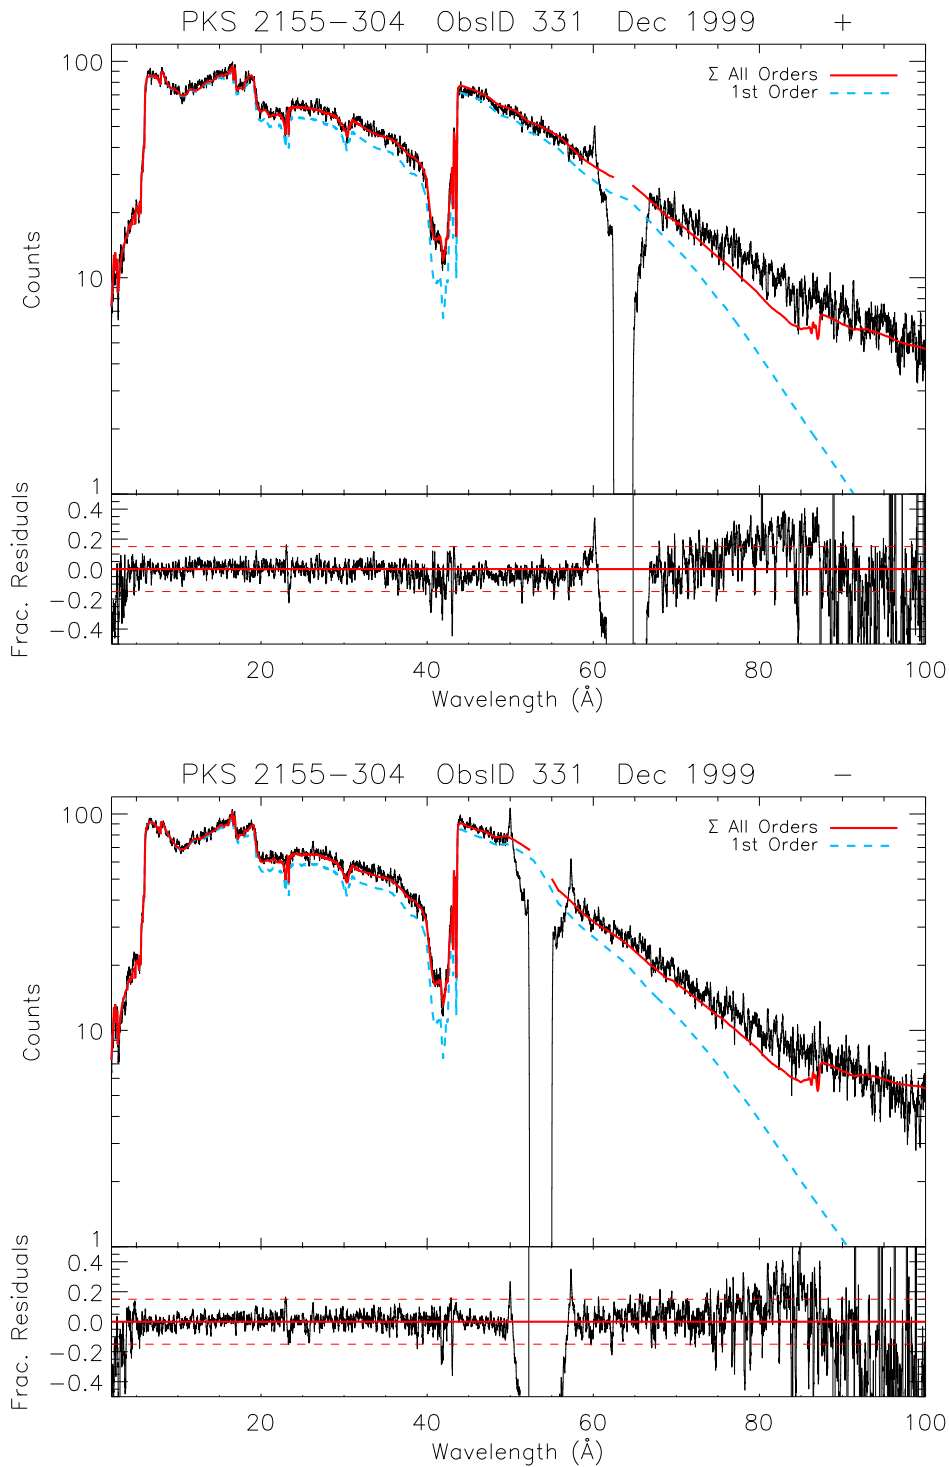 PKS 2155-304 ObsID 331 Dec 1999 +
Σ All Orders
1st Order
100
10
1
Counts
0.4
0.2
0.0
-0.2
-0.4
Frac. Residuals
20 40 60 80 100
Wavelength (Å)
PKS 2155-304 ObsID 331 Dec 1999 -
Σ All Orders
1st Order
100
10
1
Counts
0.4
0.2
0.0
-0.2
-0.4
Frac. Residuals
20 40 60 80 100
Wavelength (Å)